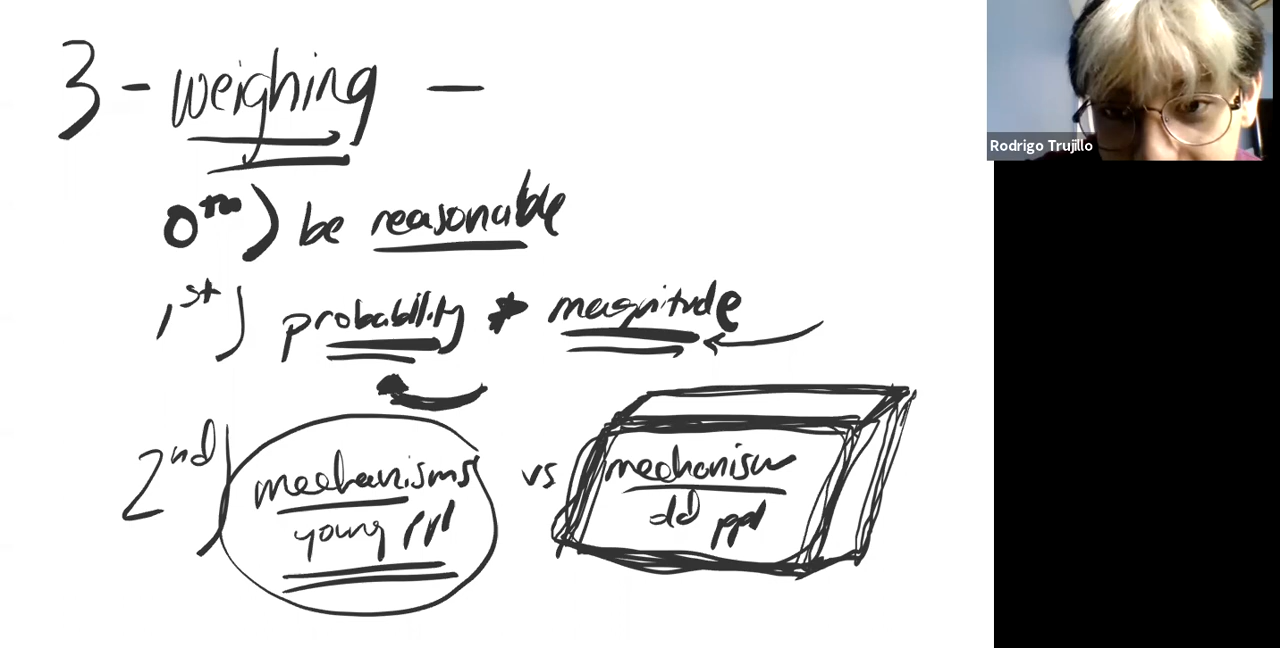 3 - weighing -
0th) be reasonable
1st) probability * magnitude
2nd) mechanisms vs mechanism
young ppl old ppl
Rodrigo Trujillo